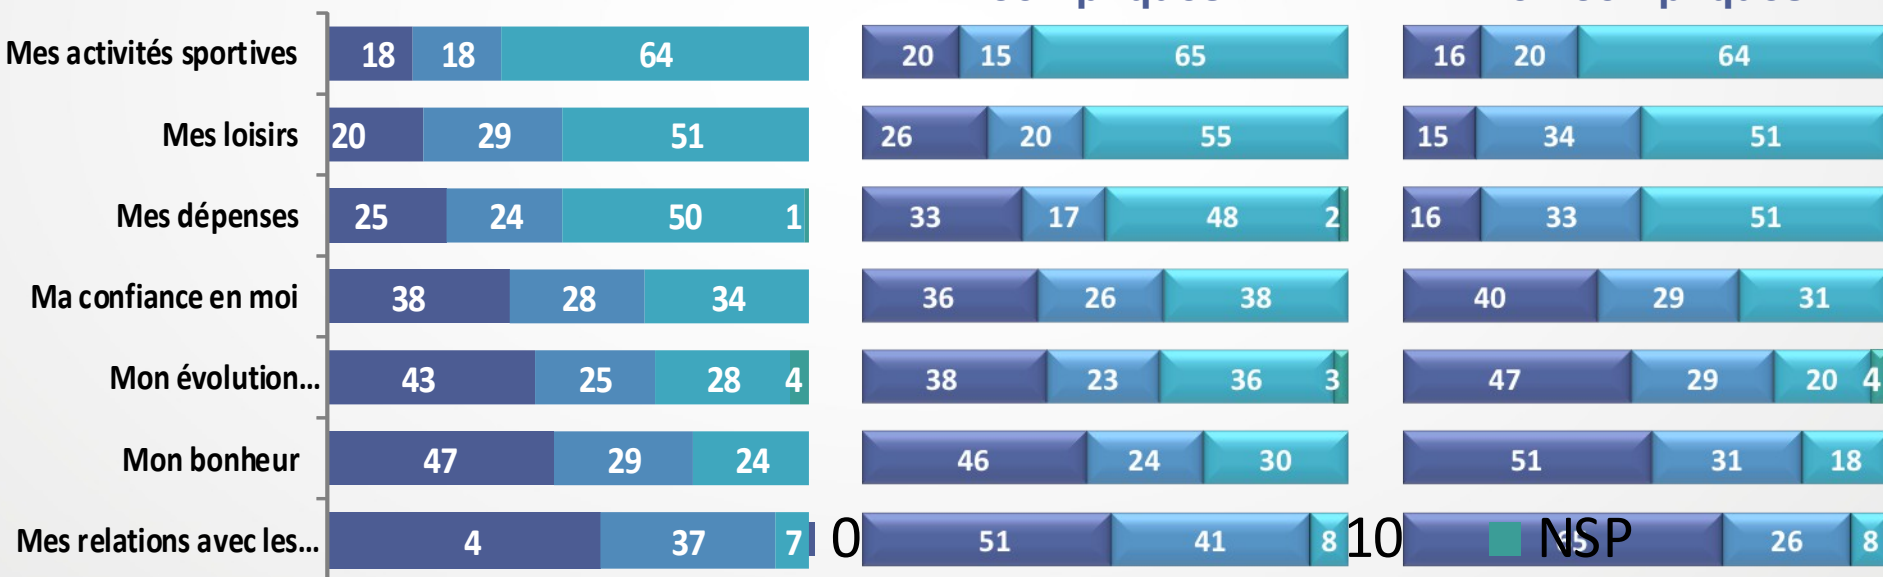 Mes activités sportives 18 18 64 20 15 65 16 20 64
Mes loisirs 20 29 51 26 20 55 15 34 51
Mes dépenses 25 24 50 1 33 17 48 2 16 33 51
Ma confiance en moi 38 28 34 36 26 38 40 29 31
Mon évolution... 43 25 28 4 38 23 36 3 47 29 20 4
Mon bonheur 47 29 24 46 24 30 51 31 18
Mes relations avec les... 4 37 7 0 51 41 8 10 NSP 26 8